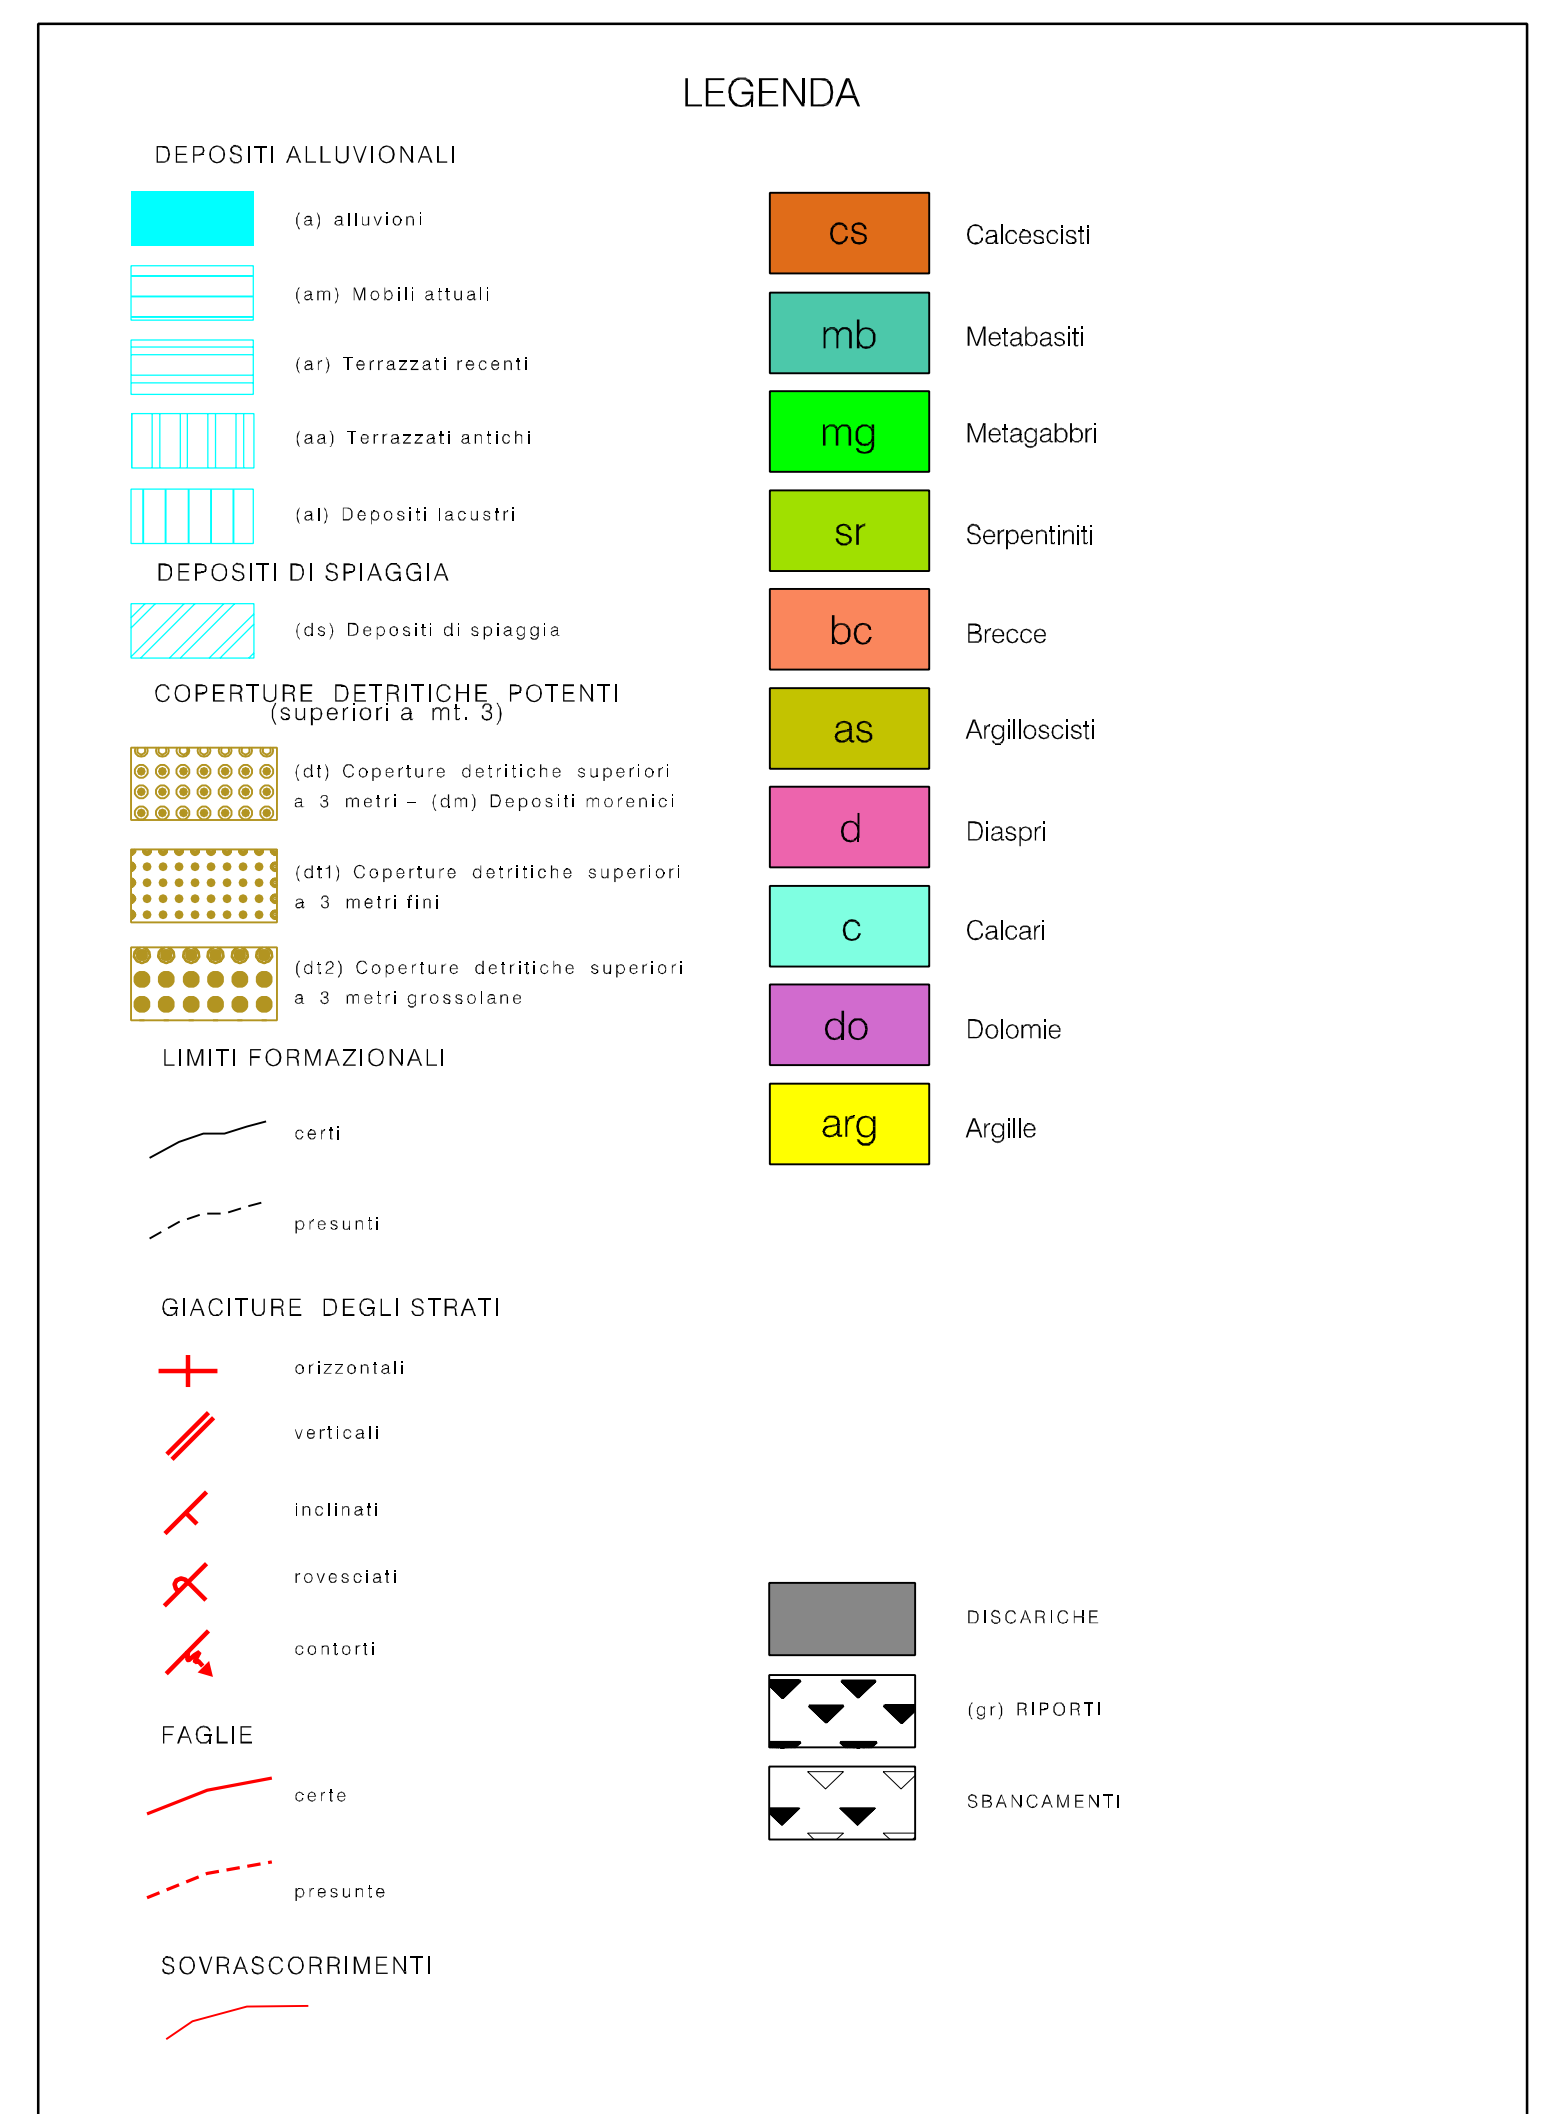 LEGENDA
DEPOSITI ALLUVIONALI
(a) alluvioni
(am) Mobili attuali
(ar) Terrazzati recenti
(aa) Terrazzati antichi
(al) Depositi lacustri
DEPOSITI DI SPIAGGIA
(ds) Depositi di spiaggia
COPERTURE DETRITICHE POTENTI
(superiori a mt. 3)
(dt) Coperture detritiche superiori
a 3 metri – (dm) Depositi morenici
(dt1) Coperture detritiche superiori
a 3 metri fini
(dt2) Coperture detritiche superiori
a 3 metri grossolane
LIMITI FORMAZIONALI
certi
presunti
GIACITURE DEGLI STRATI
orizzontali
verticali
inclinati
rovesciati
contorti
FAGLIE
certe
presunte
SOVRASCORRIMENTI
cs Calcescisti
mb Metabasiti
mg Metagabbri
sr Serpentiniti
bc Brecce
as Argilloscisti
d Diaspri
c Calcari
do Dolomie
arg Argille
DISCARICHE
(gr) RIPORTI
SBANCAMENTI